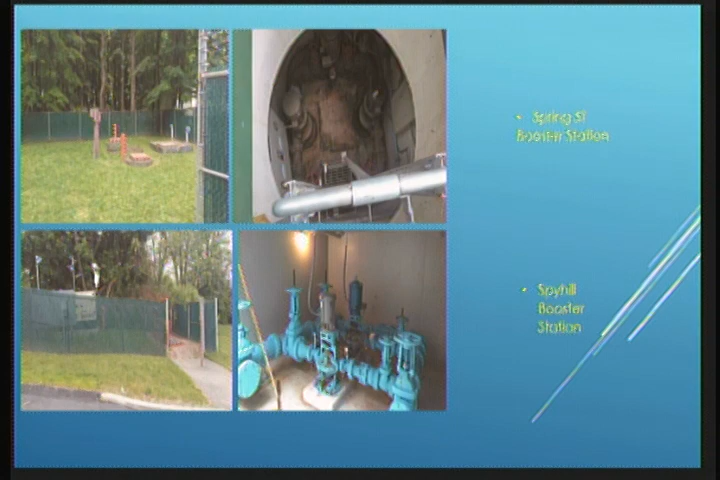 • Spring St
Booster Station
• Spyhill
Booster
Station